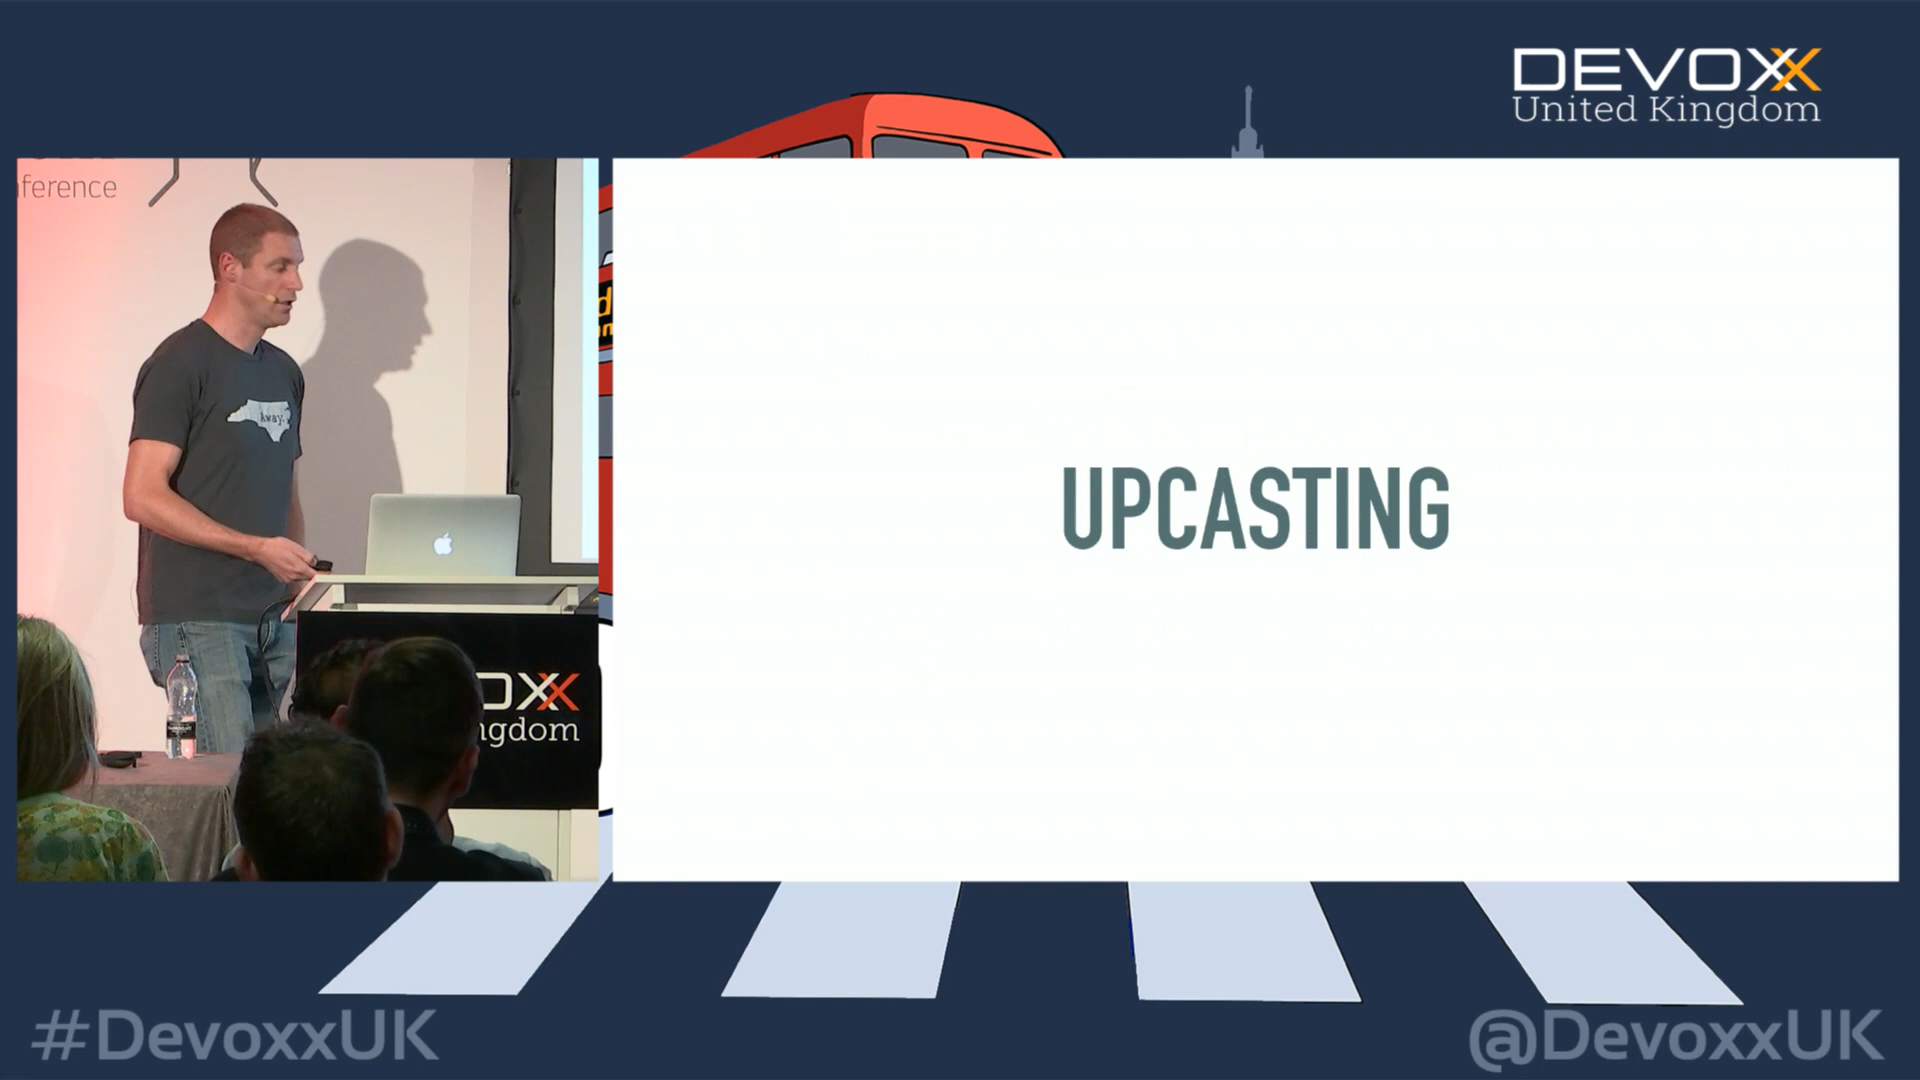 DEVOXX
United Kingdom
ference
Away.
UPCASTING
OXX
ngdom
#DevoxxUK
@DevoxxUK